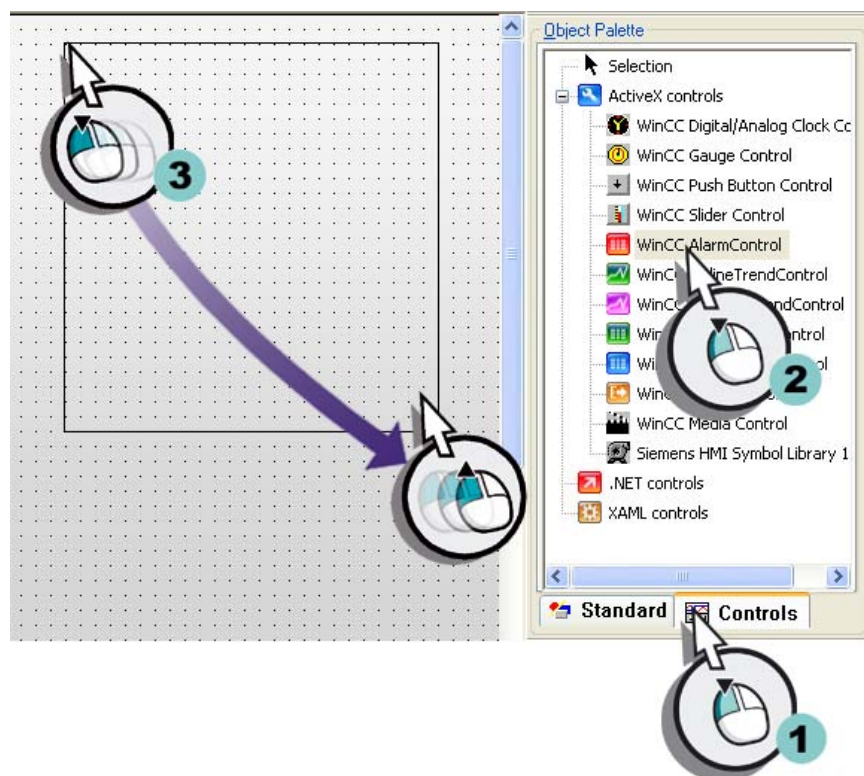 Object Palette
Selection
ActiveX controls
WinCC Digital/Analog Clock Cc
WinCC Gauge Control
WinCC Push Button Control
WinCC Slider Control
WinCC AlarmControl
3
2
WinCC Media Control
Siemens HMI Symbol Library 1
.NET controls
XAML controls
Standard
Controls
1